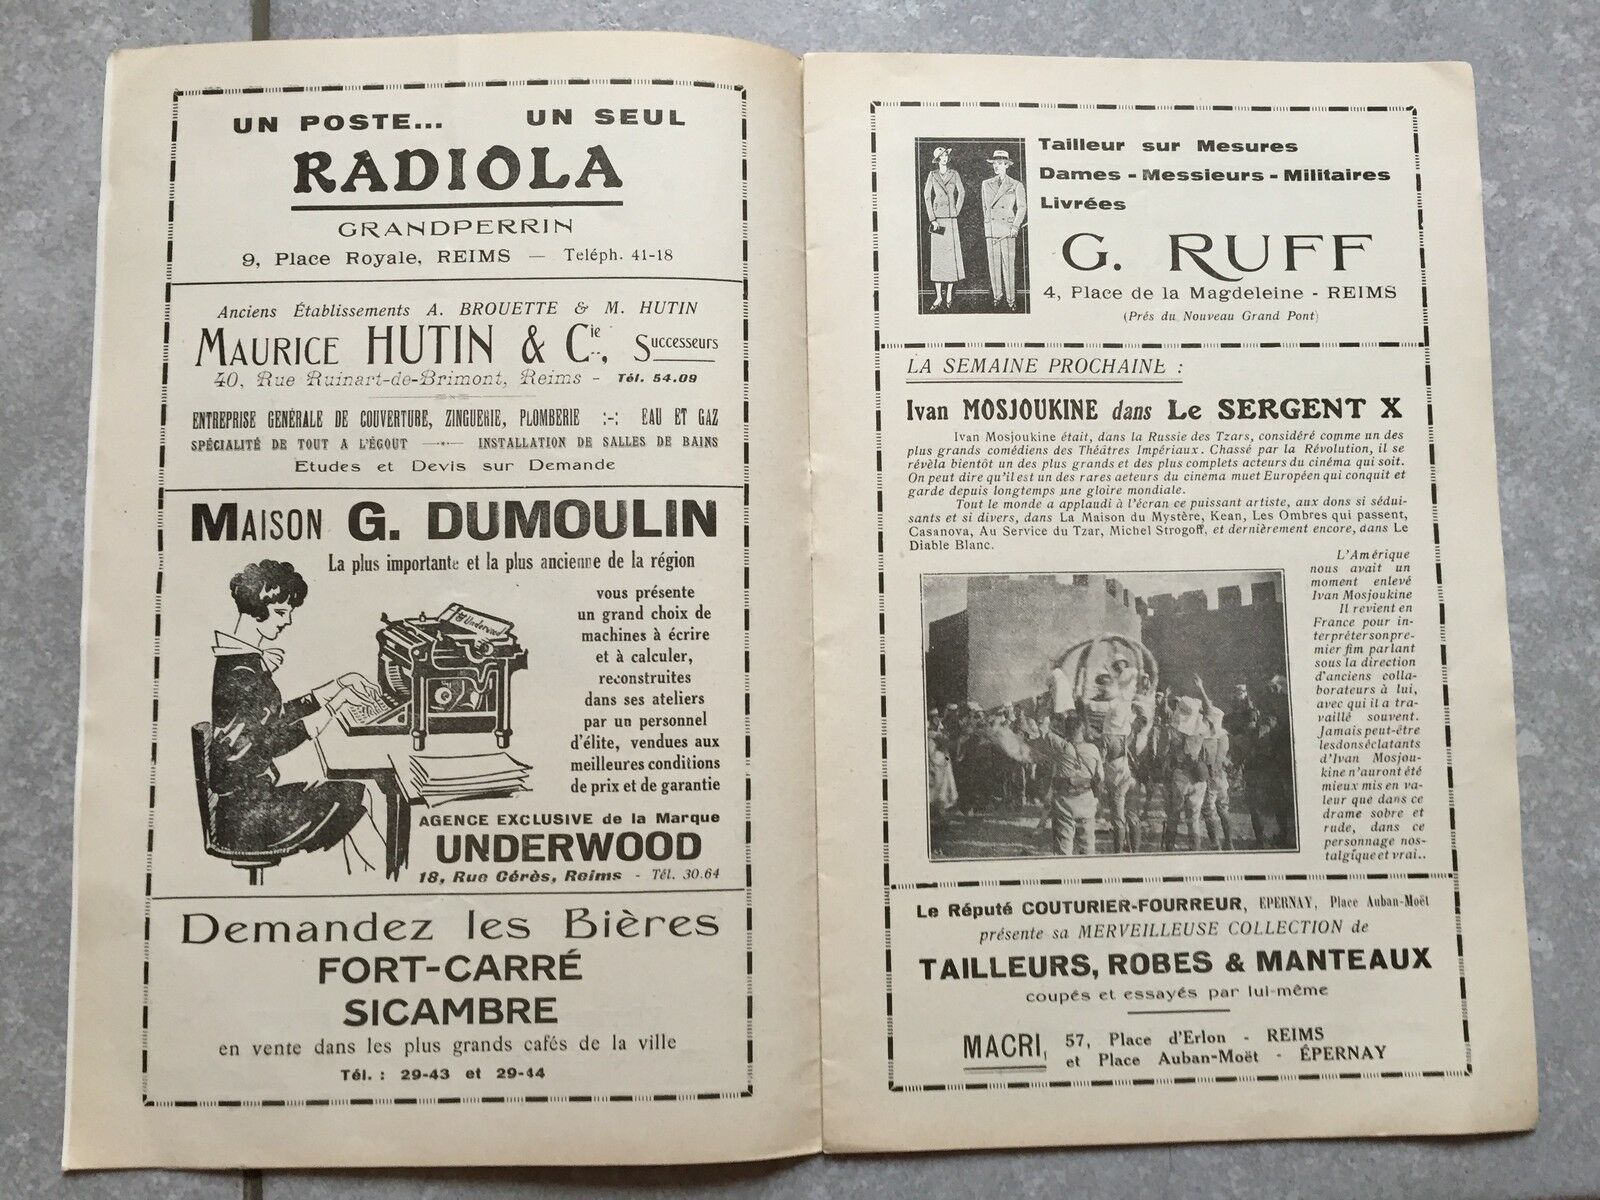 UN POSTE... UN SEUL
RADIOLA
GRANDPERRIN
9, Place Royale, REIMS — Teléph. 41-18
Anciens Établissements A. BROUETTE & M. HUTIN
MAURICE HUTIN & Cie, Successeurs
40, Rue Ruinart-de-Brimont, Reims - Tél. 54.09
ENTREPRISE GENÉRALE DE COUVERTURE, ZINGUERIE, PLOMBERIE :-: EAU ET GAZ
SPÉCIALITÉ DE TOUT A L'ÉGOUT — INSTALLATION DE SALLES DE BAINS
Etudes et Devis sur Demande
MAISON G. DUMOULIN
La plus importante et la plus ancienne de la région
vous présente
un grand choix de
machines à écrire
et à calculer,
reconstruites
dans ses ateliers
par un personnel
d'élite, vendues aux
meilleures conditions
de prix et de garantie
Underwood
AGENCE EXCLUSIVE de la Marque
UNDERWOOD
18, Rue Cérès, Reims - Tél. 30.64
Demandez les Bières
FORT-CARRÉ
SICAMBRE
en vente dans les plus grands cafés de la ville
Tél. : 29-43 et 29-44
Tailleur sur Mesures
Dames - Messieurs - Militaires
Livrées
G. RUFF
4, Place de la Magdeleine - REIMS
(Prés du Nouveau Grand Pont)
LA SEMAINE PROCHAINE :
Ivan MOSJOUKINE dans Le SERGENT X
Ivan Mosjoukine était, dans la Russie des Tzars, considéré comme un des
plus grands comédiens des Théâtres Impériaux. Chassé par la Révolution, il se
révèla bientôt un des plus grands et des plus complets acteurs du cinéma qui soit.
On peut dire qu'il est un des rares aeteurs du cinéma muet Européen qui conquit et
garde depuis longtemps une gloire mondiale.
Tout le monde a applaudi à l'écran ce puissant artiste, aux dons si sédui-
sants et si divers, dans La Maison du Mystère, Kean, Les Ombres qui passent,
Casanova, Au Service du Tzar, Michel Strogoff, et dernièrement encore, dans Le
Diable Blanc.
L'Amérique
nous avait un
moment enlevé
Ivan Mosjoukine
Il revient en
France pour in-
terprétersonpre-
mier fim parlant
sous la direction
d'anciens colla-
borateurs à lui,
avec qui il a tra-
vaillé souvent.
Jamais peut-être
lesdonséclatants
d'Ivan Mosjou-
kine n'auront été
mieux mis en va-
leur que dans ce
drame sobre et
rude, dans ce
personnage nos-
talgique et vrai..
Le Réputé COUTURIER-FOURREUR, EPERNAY, Place Auban-Moët
présente sa MERVEILLEUSE COLLECTION de
TAILLEURS, ROBES & MANTEAUX
coupés et essayés par lui-même
MACRI, 57, Place d'Erlon - REIMS
et Place Auban-Moët - ÉPERNAY